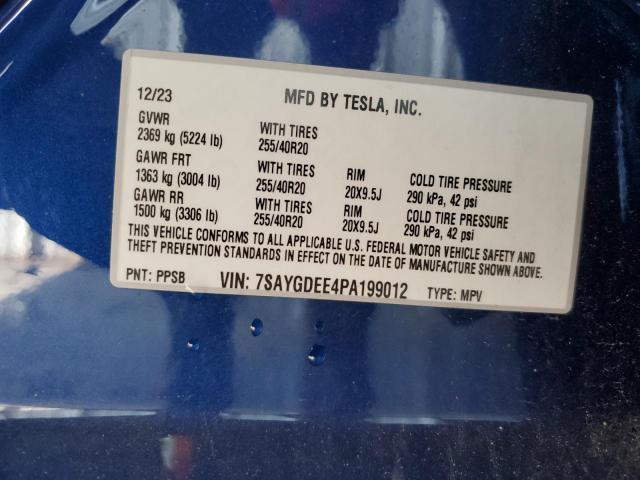 12/23 MFD BY TESLA, INC.
GVWR
2369 kg (5224 lb) WITH TIRES 255/40R20
GAWR FRT
1363 kg (3004 lb) WITH TIRES 255/40R20 RIM 20X9.5J COLD TIRE PRESSURE 290 kPa, 42 psi
GAWR RR
1500 kg (3306 lb) WITH TIRES 255/40R20 RIM 20X9.5J COLD TIRE PRESSURE 290 kPa, 42 psi
THIS VEHICLE CONFORMS TO ALL APPLICABLE U.S. FEDERAL MOTOR VEHICLE SAFETY AND
THEFT PREVENTION STANDARDS IN EFFECT ON THE DATE OF MANUFACTURE SHOWN ABOVE.
PNT: PPSB VIN: 7SAYGDEE4PA199012 TYPE: MPV